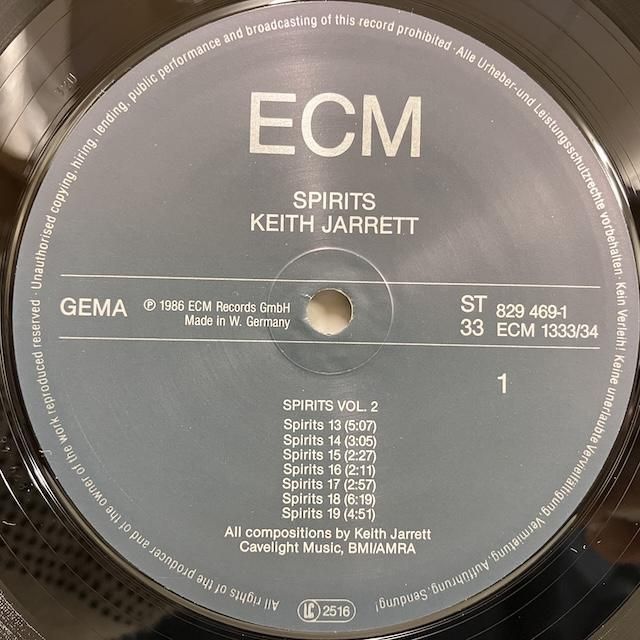 ECM
SPIRITS
KEITH JARRETT
GEMA
℗ 1986 ECM Records GmbH
Made in W. Germany
ST 829 469-1
33 ECM 1333/34
1
SPIRITS VOL. 2
Spirits 13 (5:07)
Spirits 14 (3:05)
Spirits 15 (2:27)
Spirits 16 (2:11)
Spirits 17 (2:57)
Spirits 18 (6:19)
Spirits 19 (4:51)
All compositions by Keith Jarrett
Cavelight Music, BMI/AMRA
LC 2516
All rights of the producer and of the owner of the work reproduced reserved · Unauthorised copying, hiring, lending, public performance and broadcasting of this record prohibited · Alle Urheber- und Leistungsschutzrechte vorbehalten · Kein Verleih! Keine unerlaubte Vervielfältigung, Vermietung, Aufführung, Sendung!